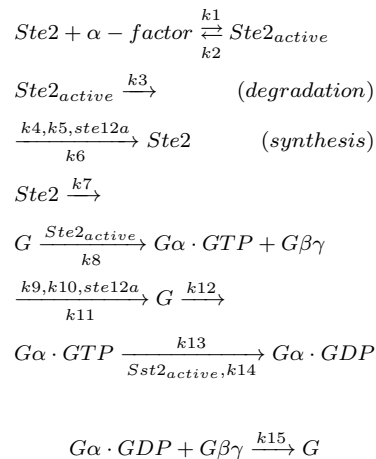 Ste2 + α − factor k1 ⇄ k2 Ste2active
Ste2active k3 → (degradation)
k4,k5,ste12a → k6 Ste2 (synthesis)
Ste2 k7 →
G Ste2active → k8 Gα · GTP + Gβγ
k9,k10,ste12a → k11 G k12 →
Gα · GTP k13 → Sst2active,k14 Gα · GDP
Gα · GDP + Gβγ k15 → G